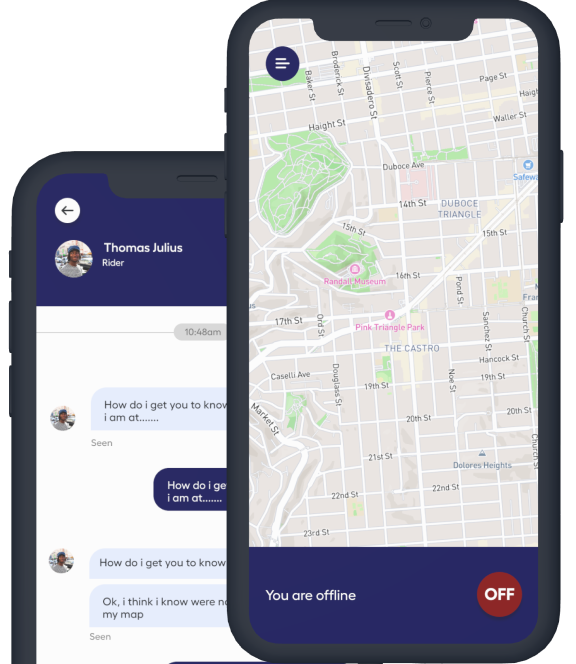 Thomas Julius
Rider
10:48am
How do i get you to know
i am at.......
Seen
How do i ge
i am at.......
How do i get you to know
Ok, i think i know were
my map
Seen
Baker St
Broderick St
Divisadero St
Scott St
Pierce St
Page St
Haigh
Waller St
Haight St
Duboce Ave
Safewa
14th St
DUBOCE
TRIANGLE
15th St
15th St
Randall Museum
16th St
Pond St
Fran
17th St
Ord St
Pink Triangle Park
Sanchez St
Church St
THE CASTRO
Hancock St
Caselli Ave
Douglass St
Noe St
19th St
19th St
Market St
20th St
20th St
Church St
21st St
Dolores Heights
22nd St
22nd St
23rd St
You are offline
OFF